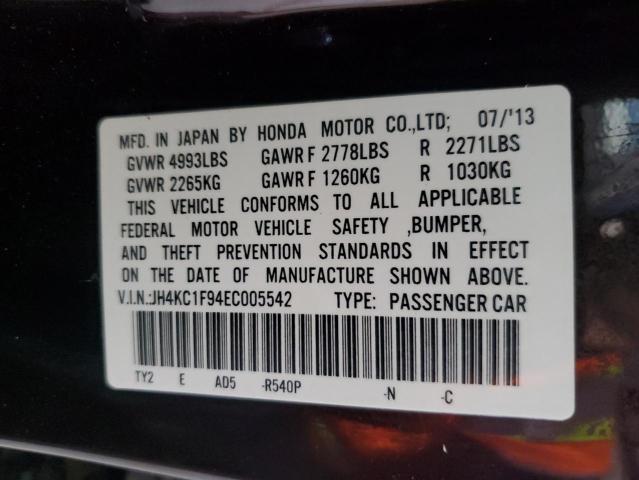 MFD. IN JAPAN BY HONDA MOTOR CO.,LTD; 07/'13
GVWR 4993LBS GAWR F 2778LBS R 2271LBS
GVWR 2265KG GAWR F 1260KG R 1030KG
THIS VEHICLE CONFORMS TO ALL APPLICABLE
FEDERAL MOTOR VEHICLE SAFETY ,BUMPER,
AND THEFT PREVENTION STANDARDS IN EFFECT
ON THE DATE OF MANUFACTURE SHOWN ABOVE.
V.I.N.:JH4KC1F94EC005542 TYPE: PASSENGER CAR
TY2 E AD5 -R540P -N -C